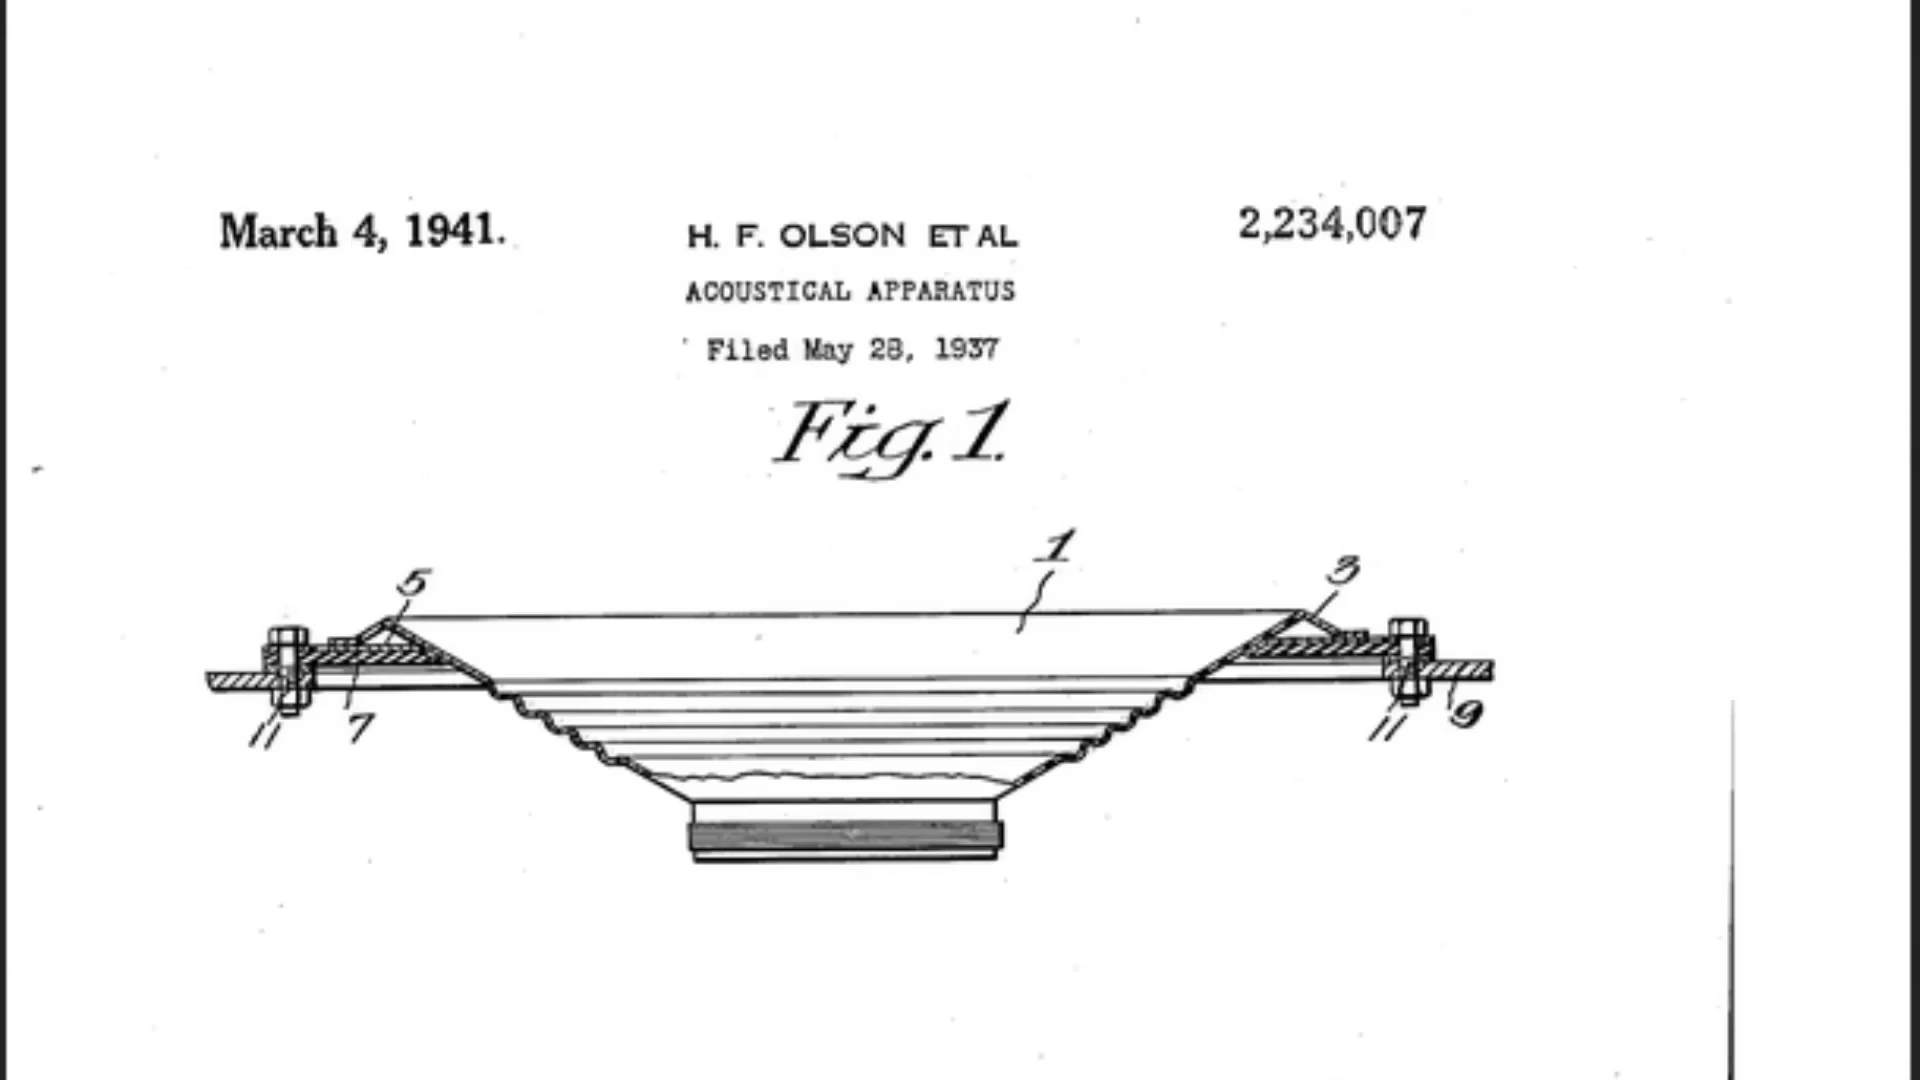 March 4, 1941.
H. F. OLSON ET AL
2,234,007
ACOUSTICAL APPARATUS
Filed May 28, 1937
Fig. 1.
1
3
5
11
7
11
9